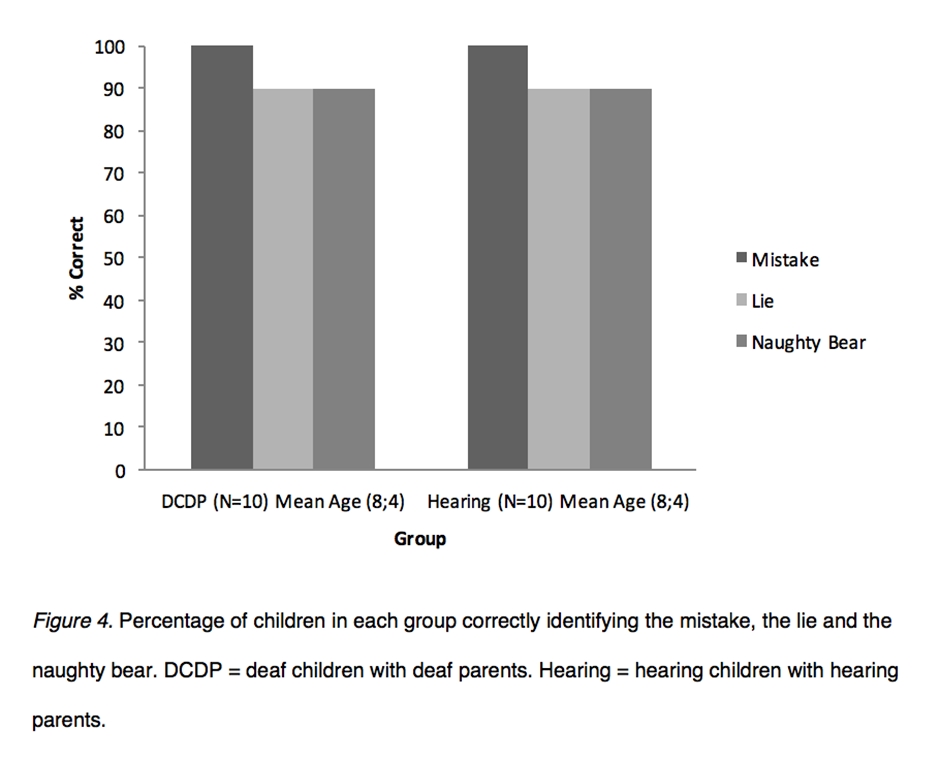 100
90
80
70
60
50
40
30
20
10
0
% Correct
DCDP (N=10) Mean Age (8;4) Hearing (N=10) Mean Age (8;4)
Group
Mistake
Lie
Naughty Bear
Figure 4. Percentage of children in each group correctly identifying the mistake, the lie and the
naughty bear. DCDP = deaf children with deaf parents. Hearing = hearing children with hearing
parents.